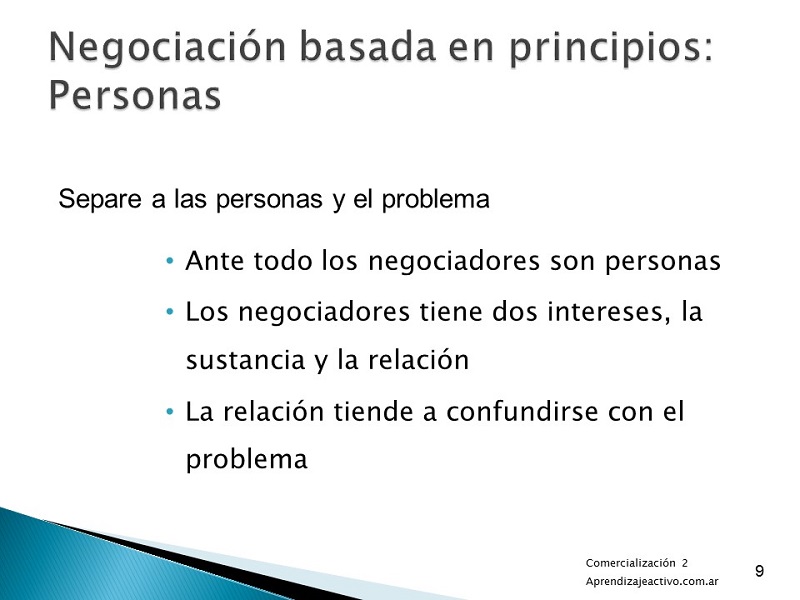 Negociación basada en principios:
Personas
Separe a las personas y el problema
• Ante todo los negociadores son personas
• Los negociadores tiene dos intereses, la
sustancia y la relación
• La relación tiende a confundirse con el
problema
Comercialización 2
Aprendizajeactivo.com.ar
9